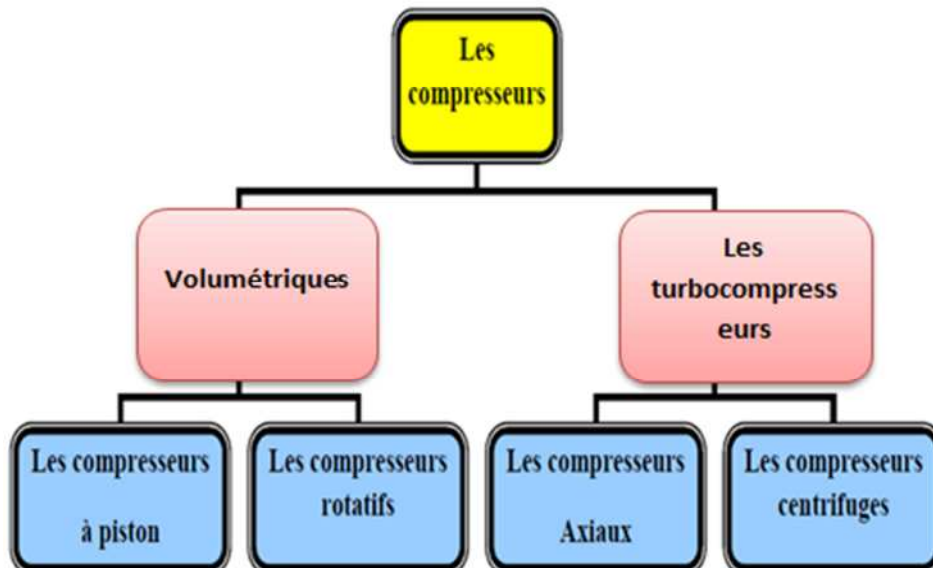 Les
compresseurs
Volumétriques
Les
turbocompress
eurs
Les compresseurs
à piston
Les compresseurs
rotatifs
Les compresseurs
Axiaux
Les compresseurs
centrifuges